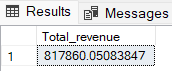 Results Messages
Total_revenue
1 817860.05083847